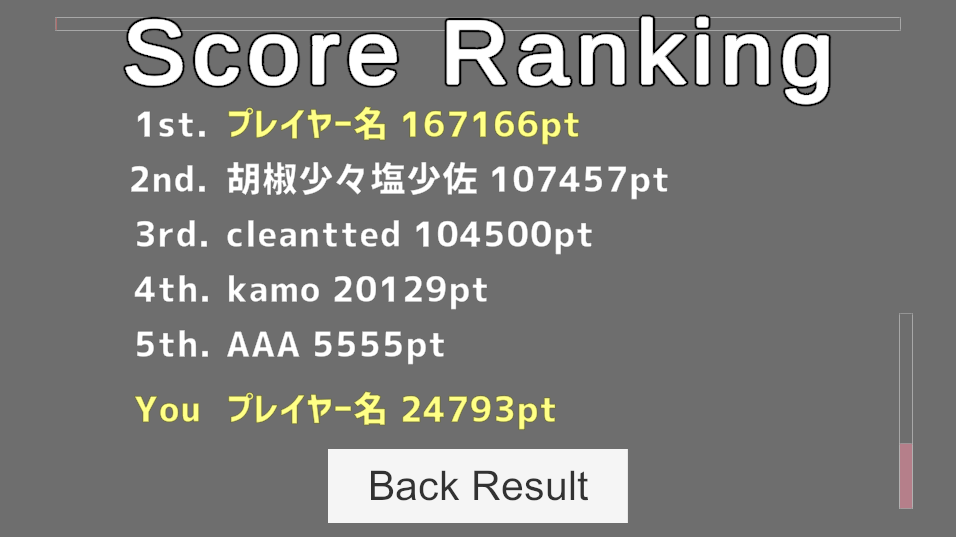 Score Ranking
1st. プレイヤー名 167166pt
2nd. 胡椒少々塩少佐 107457pt
3rd. cleantted 104500pt
4th. kamo 20129pt
5th. AAA 5555pt
You プレイヤー名 24793pt
Back Result